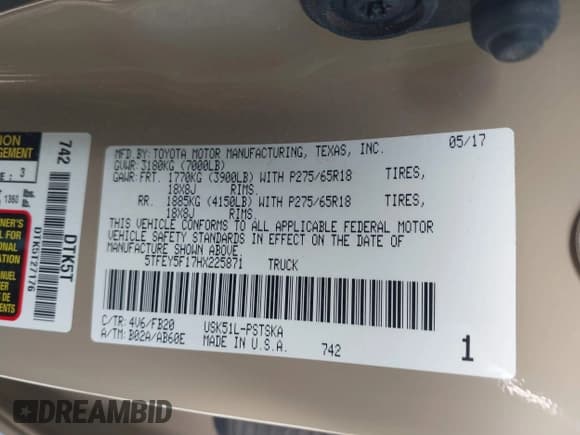 MFD.BY:TOYOTA MOTOR MANUFACTURING, TEXAS, INC. 05/17
GVWR: 3180KG (7000LB)
GAWR:FRT. 1770KG (3900LB) WITH P275/65R18 TIRES,
18X8J RIMS.
RR. 1885KG (4150LB) WITH P275/65R18 TIRES,
18X8J RIMS.
THIS VEHICLE CONFORMS TO ALL APPLICABLE FEDERAL MOTOR
VEHICLE SAFETY STANDARDS IN EFFECT ON THE DATE OF
MANUFACTURE SHOWN ABOVE.
5TFEY5F17HX225871 TRUCK
C/TR: 4V6/FB20 USK51L-PSTSKA
A/TM: B02A/AB60E MADE IN U.S.A. 742 1
742
DTK5T
DTK5T27176
3
1360
DREAMBID